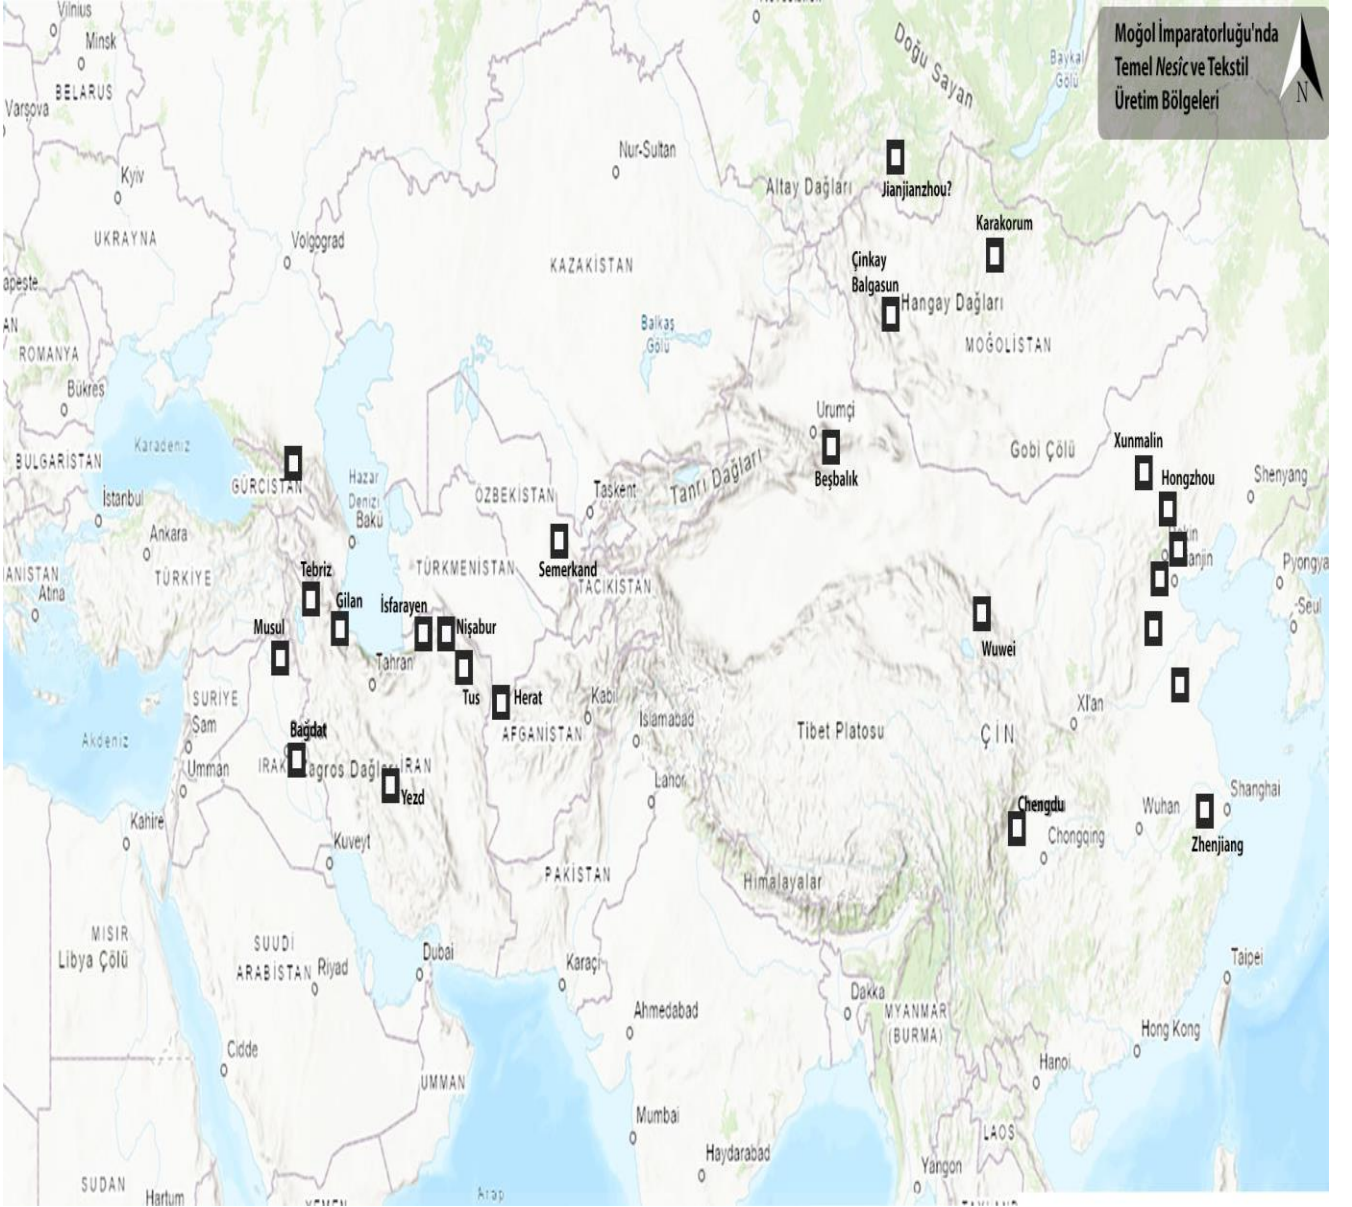 Moğol İmparatorluğu'nda
Temel Nesîc ve Tekstil
Üretim Bölgeleri
N
Vilnius
Minsk
BELARUS
Varşova
Doğu Sayan
Baykal
Gölü
Nur-Sultan
Kyiv
Altay Dağları
Jianjianzhou?
UKRAYNA
Volgograd
Karakorum
KAZAKİSTAN
Çinkay
Balgasun
Hangay Dağları
apeşte
AN
ROMANYA
Balkaş
Gölü
MOĞOLİSTAN
Bükreş
Urumçi
Karadeniz
BULGARİSTAN
Gobi Çölü
Xunmalin
Beşbalık
Tanrı Dağları
Hongzhou
Shenyang
GÜRCİSTAN
Hazar
Denizi
Bakü
ÖZBEKİSTAN
Taşkent
İstanbul
Ankara
TÜRKİYE
Semerkand
TACİKİSTAN
TÜRKMENİSTAN
anjin
Pyongya
ANİSTAN
Atina
Tebriz
Gilan
İsfarayen
Nişabur
Seul
Musul
Tahran
Tus
Herat
Wuwei
SURİYE
Şam
Kabil
AFGANİSTAN
İslamabad
Xi'an
Akdeniz
Bağdat
Tibet Platosu
ÇİN
Umman
IRAK
Zagros Dağları
İRAN
Yezd
Lahor
Shanghai
Chengdu
Wuhan
Kahire
Kuveyt
Chongqing
Zhenjiang
PAKİSTAN
Himalayalar
MISIR
Libya Çölü
SUUDİ
ARABİSTAN
Riyad
Dubai
Karaçi
Taipei
Dakka
Ahmedabad
MYANMAR
(BURMA)
Hong Kong
Cidde
Hanoi
UMMAN
Mumbai
LAOS
Haydarabad
Yangon
SUDAN
Hartum
YEMEN
Arap
TAYLAND